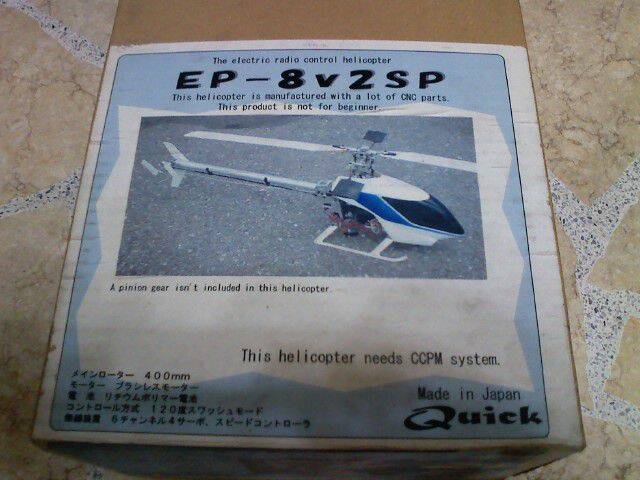 The electric radio control helicopter
EP-8v2SP
This helicopter is manufactured with a lot of CNC parts.
This product is not for beginner.
A pinion gear isn't included in this helicopter.
This helicopter needs CCPM system.
メインローター 400mm
モーター ブラシレスモーター
電 池 リチウムポリマー電池
コントロール方式 120度スワッシュモード
無線装置 6チャンネル4サーボ、スピードコントローラ
Made in Japan
Quick